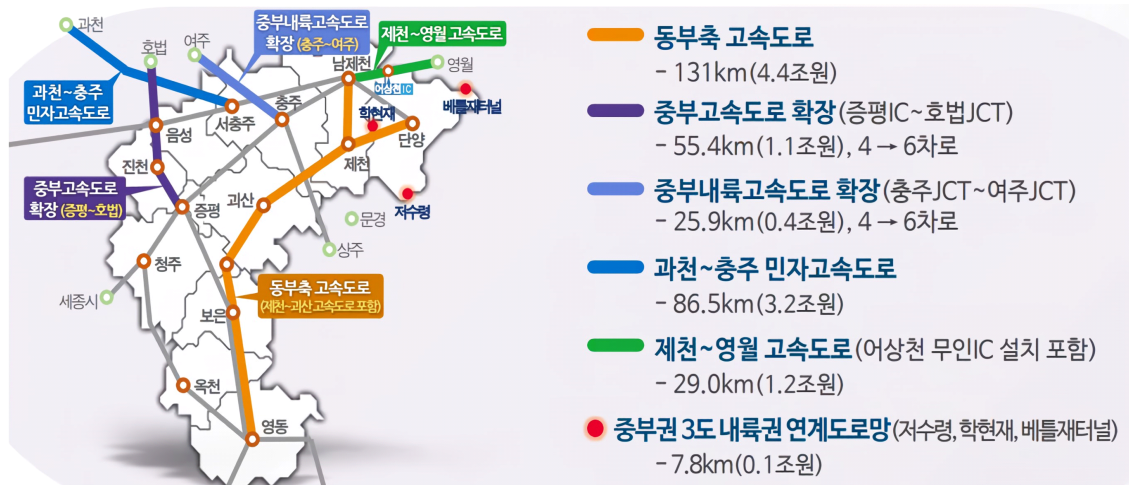 과천
호법
여주
중부내륙고속도로
확장 (충주~여주)
제천~영월 고속도로
남제천
영월
어상천 IC
베틀재터널
과천~충주
민자고속도로
서충주
충주
학현재
음성
단양
진천
제천
중부고속도로
확장 (증평~호법)
증평
괴산
저수령
문경
상주
청주
세종시
동부축 고속도로
(제천~괴산 고속도로 포함)
보은
옥천
영동
동부축 고속도로
- 131km(4.4조원)
중부고속도로 확장(증평IC~호법JCT)
- 55.4km(1.1조원), 4 → 6차로
중부내륙고속도로 확장(충주JCT~여주JCT)
- 25.9km(0.4조원), 4 → 6차로
과천~충주 민자고속도로
- 86.5km(3.2조원)
제천~영월 고속도로(어상천 무인IC 설치 포함)
- 29.0km(1.2조원)
중부권 3도 내륙권 연계도로망(저수령, 학현재, 베틀재터널)
- 7.8km(0.1조원)